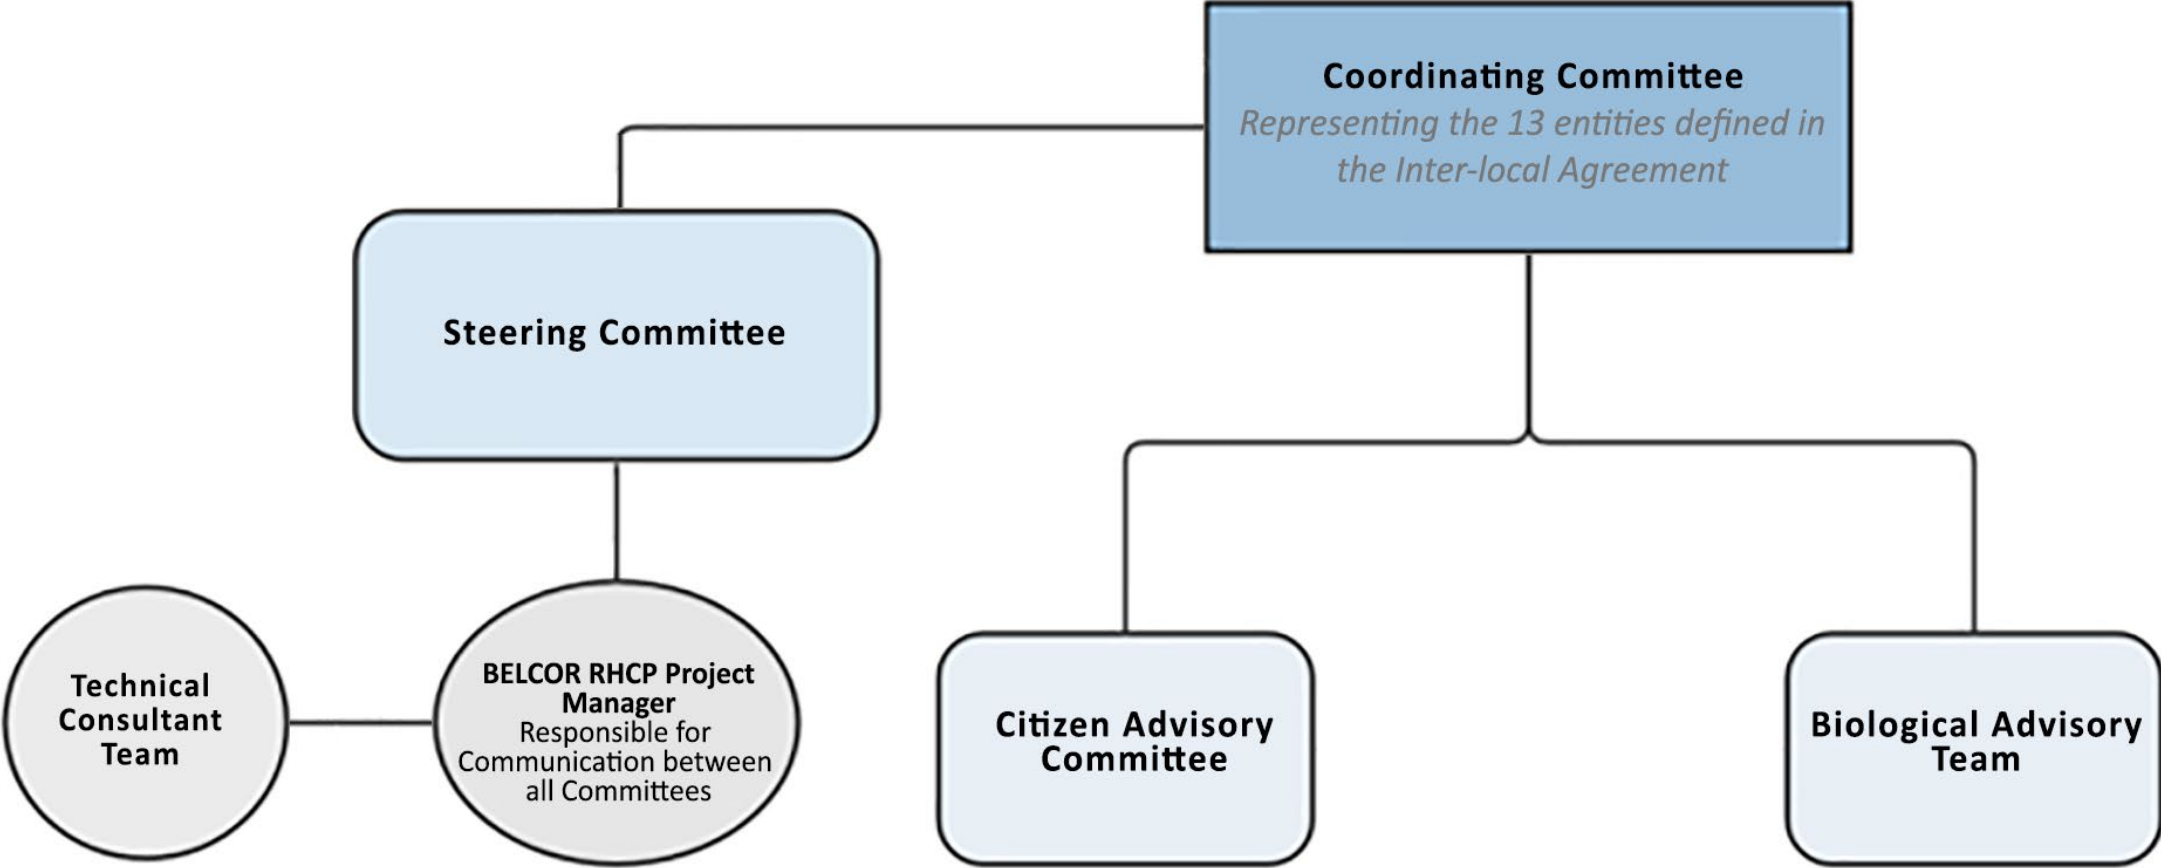 Coordinating Committee
Representing the 13 entities defined in
the Inter-local Agreement
Steering Committee
Technical
Consultant
Team
BELCOR RHCP Project
Manager
Responsible for
Communication between
all Committees
Citizen Advisory
Committee
Biological Advisory
Team